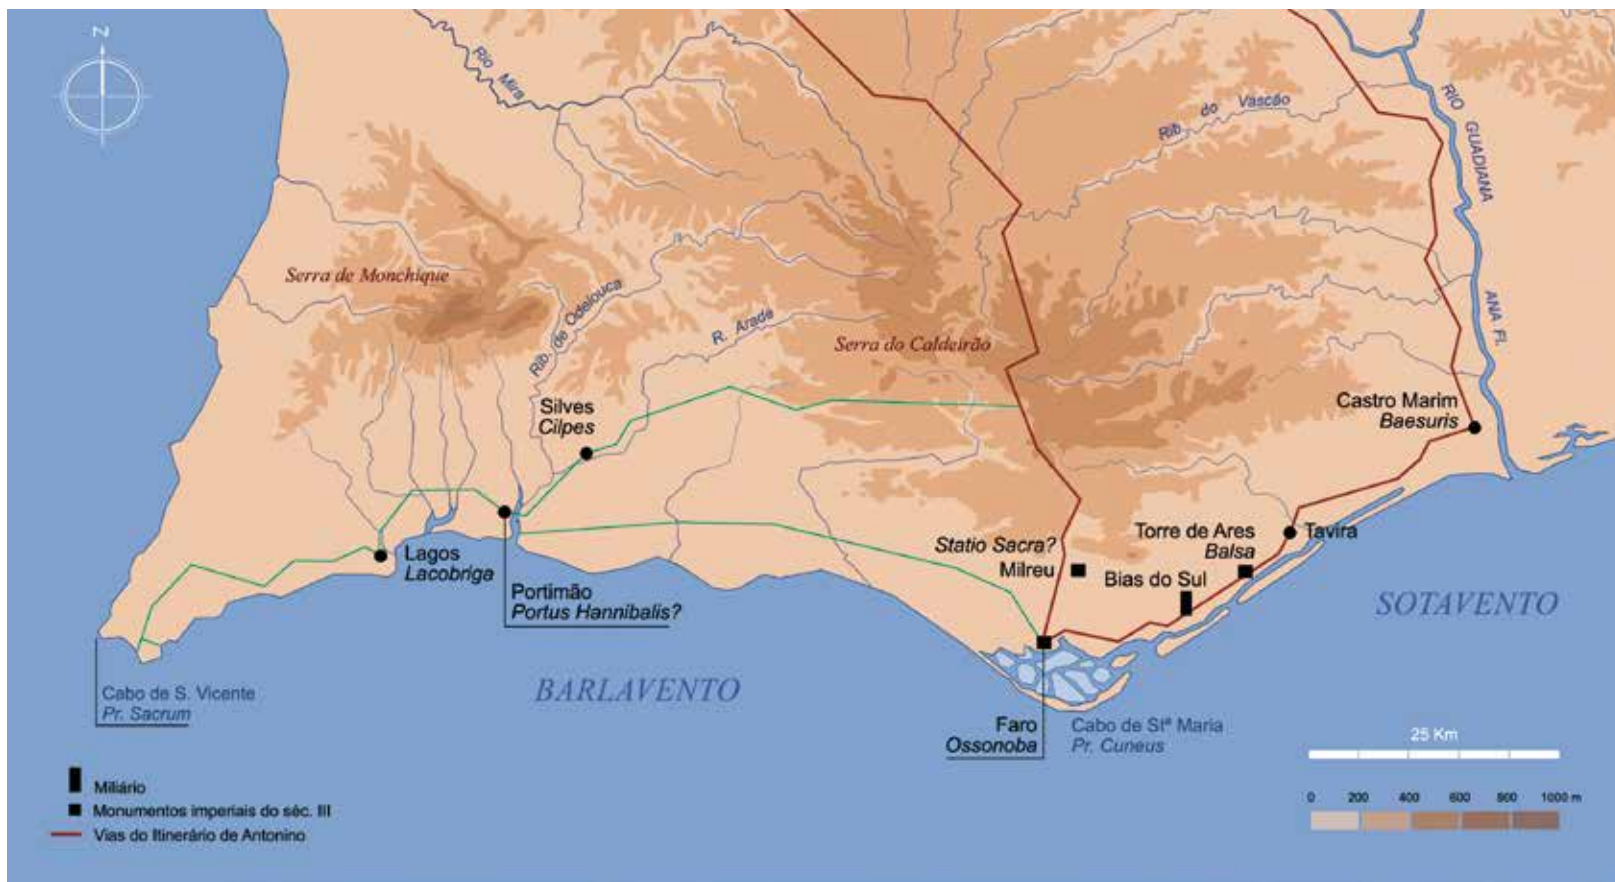 N
Rio Mira
Rib. do Vascão
RIO GUADIANA
ANA FL.
Serra de Monchique
Rib. de Odelouca
R. Arade
Serra do Caldeirão
Silves
Cilpes
Castro Marim
Baesuris
Lagos
Lacobriga
Portimão
Portus Hannibalis?
Statio Sacra?
Milreu
Torre de Ares
Balsa
Tavira
Bias do Sul
SOTAVENTO
BARLAVENTO
Cabo de S. Vicente
Pr. Sacrum
Faro
Ossonoba
Cabo de Stª Maria
Pr. Cuneus
25 Km
0 200 400 600 800 1000 m
Miliário
Monumentos imperiais do séc. III
Vias do Itinerário de Antonino